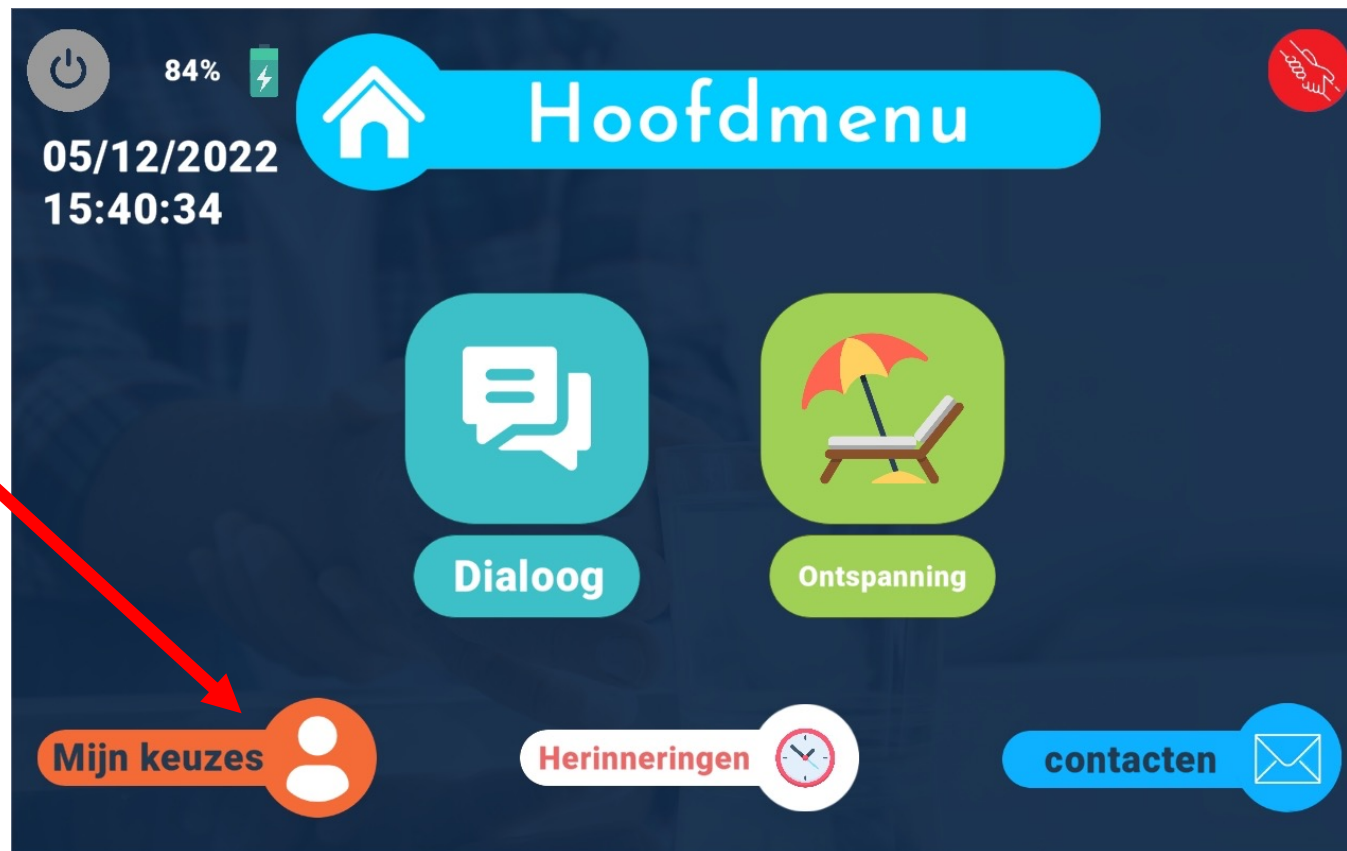 84%
Hoofdmenu
05/12/2022
15:40:34
Dialoog
Ontspanning
Mijn keuzes
Herinneringen
contacten